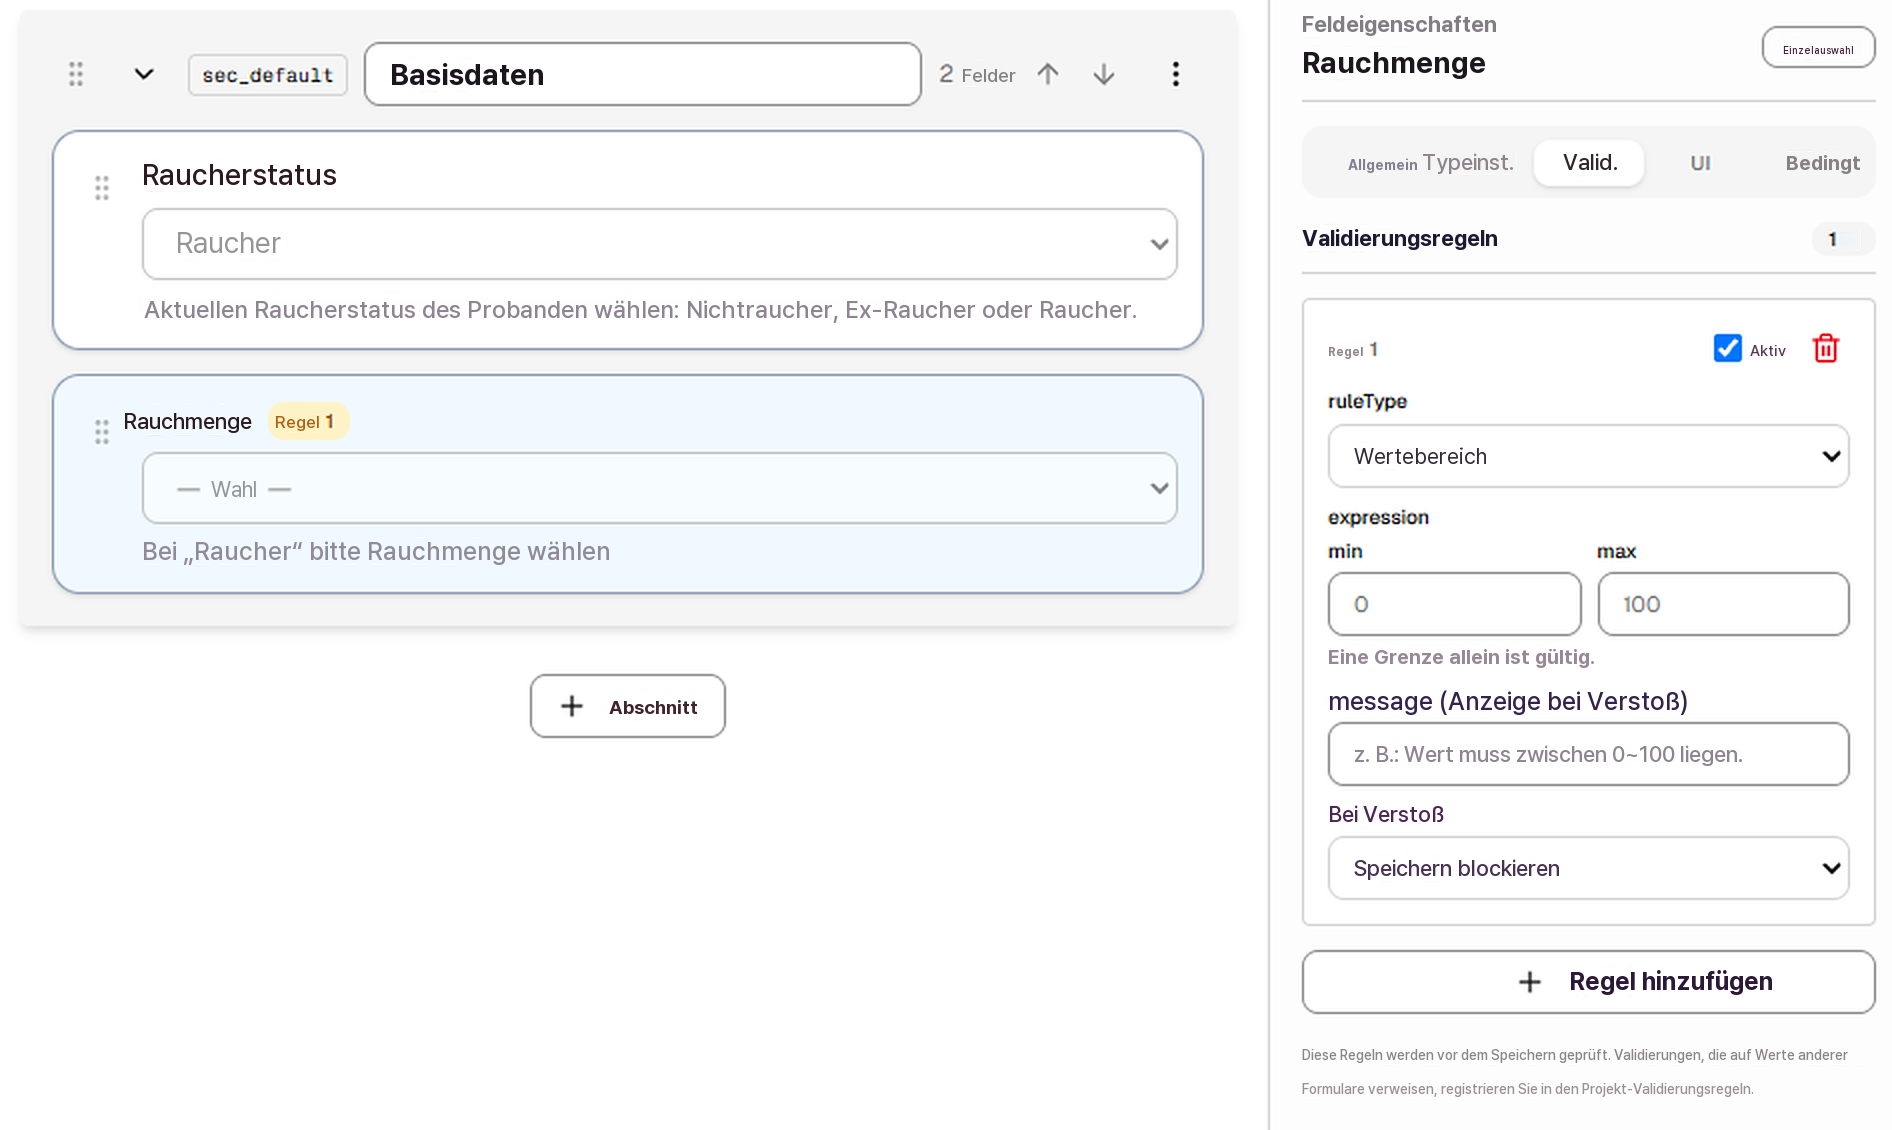 sec_default
Basisdaten
2 Felder
Raucherstatus
Raucher
Aktuellen Raucherstatus des Probanden wählen: Nichtraucher, Ex-Raucher oder Raucher.
Rauchmenge
Regel 1
— Wahl —
Bei „Raucher“ bitte Rauchmenge wählen
Abschnitt
Feldeigenschaften
Rauchmenge
Einzelauswahl
Allgemein Typeinst. Valid. UI Bedingt
Validierungsregeln 1
Regel 1
Aktiv
ruleType
Wertebereich
expression
min max
0 100
Eine Grenze allein ist gültig.
message (Anzeige bei Verstoß)
z. B.: Wert muss zwischen 0~100 liegen.
Bei Verstoß
Speichern blockieren
Regel hinzufügen
Diese Regeln werden vor dem Speichern geprüft. Validierungen, die auf Werte anderer
Formulare verweisen, registrieren Sie in den Projekt-Validierungsregeln.